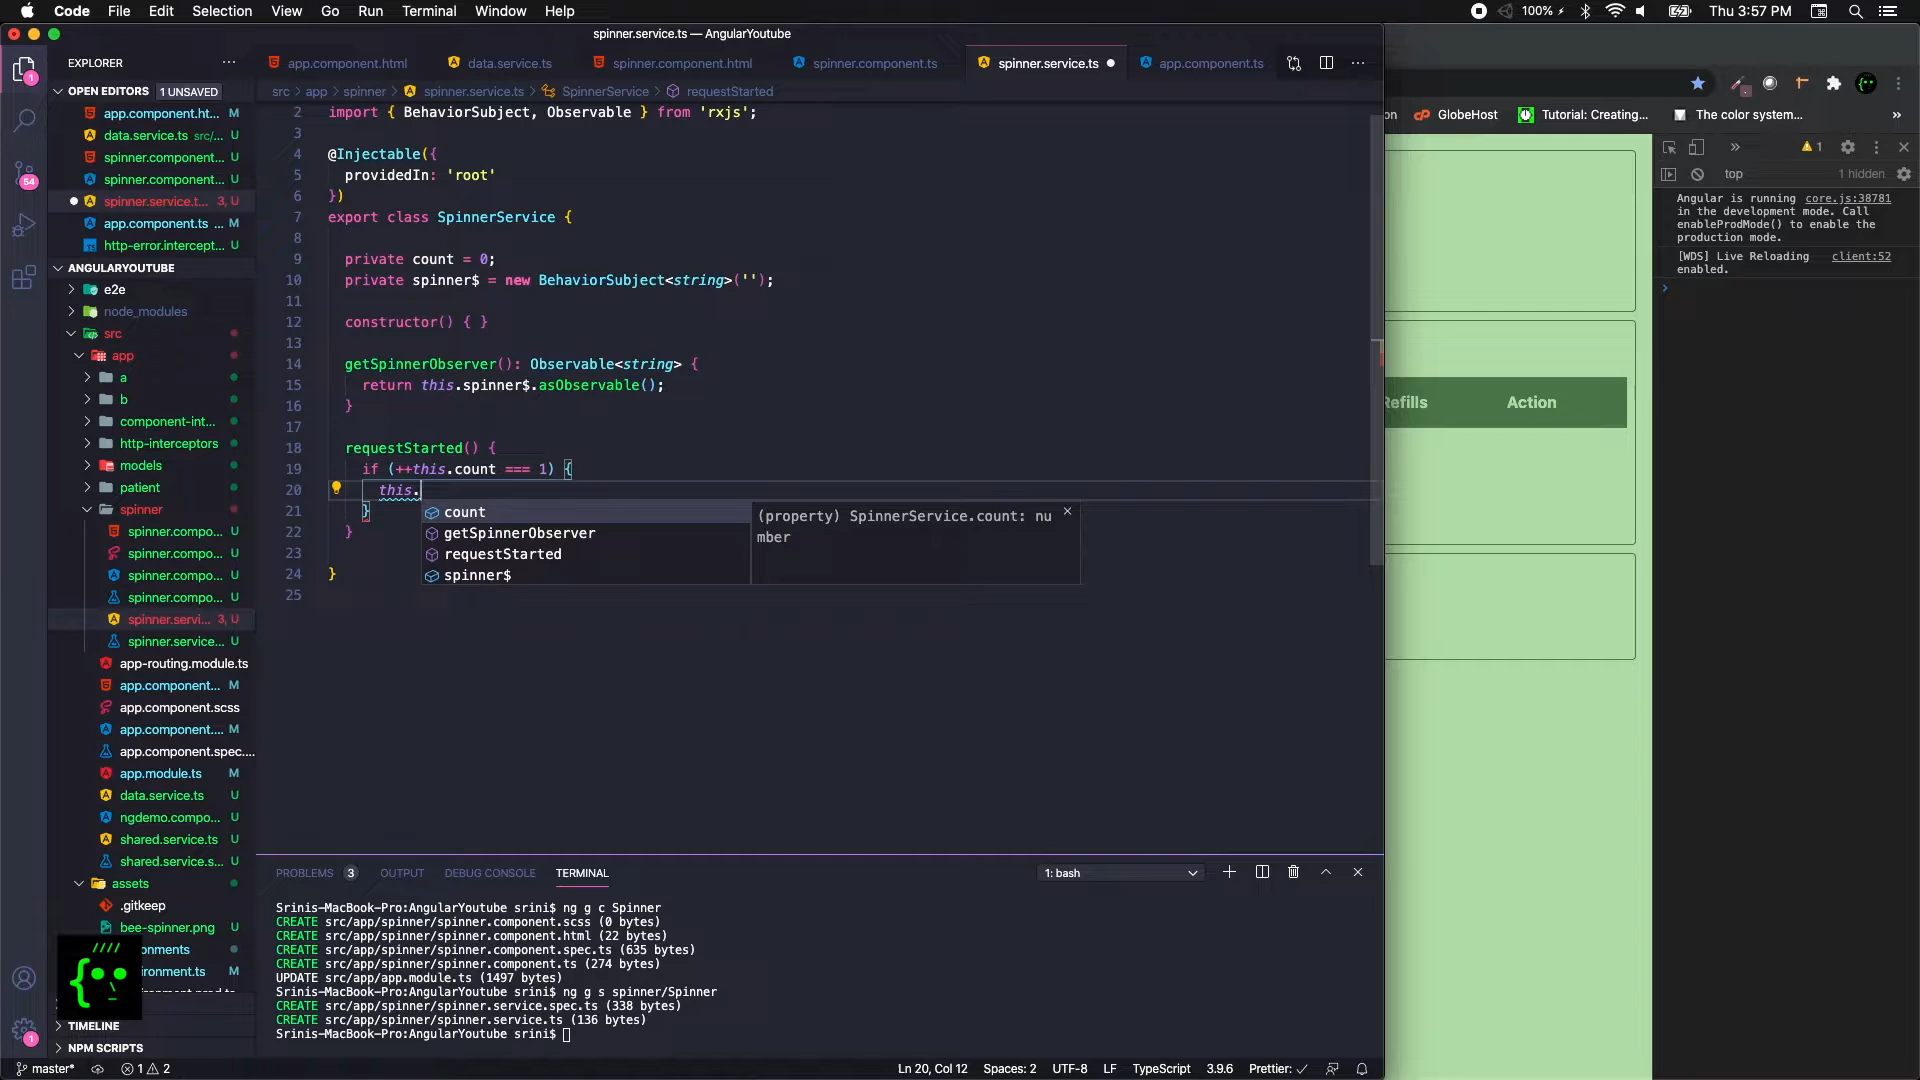 Code File Edit Selection View Go Run Terminal Window Help 100% Thu 3:57 PM
spinner.service.ts — AngularYoutube
EXPLORER ...
app.component.html data.service.ts spinner.component.html spinner.component.ts spinner.service.ts app.component.ts ...
OPEN EDITORS 1 UNSAVED
src > app > spinner > spinner.service.ts > SpinnerService > requestStarted
app.component.ht... M
data.service.ts src/... U
spinner.component... U
spinner.component... U
spinner.service.t... 3, U
app.component.ts ... M
http-error.intercept... U
ANGULARYOUTUBE
e2e
node_modules
src
app
a
b
component-int...
http-interceptors
models
patient
spinner
spinner.compo... U
spinner.compo... U
spinner.compo... U
spinner.compo... U
spinner.servi... 3, U
spinner.service... U
app-routing.module.ts
app.component... M
app.component.scss
app.component.... M
app.component.spec....
app.module.ts M
data.service.ts U
ngdemo.compo... U
shared.service.ts U
shared.service.s... U
assets
.gitkeep
bee-spinner.png U
onments
ironment.ts M
TIMELINE
NPM SCRIPTS
1
54
1
2 import { BehaviorSubject, Observable } from 'rxjs';
3
4 @Injectable({
5 providedIn: 'root'
6 })
7 export class SpinnerService {
8
9 private count = 0;
10 private spinner$ = new BehaviorSubject<string>('');
11
12 constructor() { }
13
14 getSpinnerObserver(): Observable<string> {
15 return this.spinner$.asObservable();
16 }
17
18 requestStarted() {
19 if (++this.count === 1) {
20 this.
21 }
22 }
23
24 }
25
count
getSpinnerObserver
requestStarted
spinner$
(property) SpinnerService.count: nu
mber
PROBLEMS 3 OUTPUT DEBUG CONSOLE TERMINAL 1: bash
Srinis-MacBook-Pro:AngularYoutube srini$ ng g c Spinner
CREATE src/app/spinner/spinner.component.scss (0 bytes)
CREATE src/app/spinner/spinner.component.html (22 bytes)
CREATE src/app/spinner/spinner.component.spec.ts (635 bytes)
CREATE src/app/spinner/spinner.component.ts (274 bytes)
UPDATE src/app/app.module.ts (1497 bytes)
Srinis-MacBook-Pro:AngularYoutube srini$ ng g s spinner/Spinner
CREATE src/app/spinner/spinner.service.spec.ts (338 bytes)
CREATE src/app/spinner/spinner.service.ts (136 bytes)
Srinis-MacBook-Pro:AngularYoutube srini$
master* 1 2 Ln 20, Col 12 Spaces: 2 UTF-8 LF TypeScript 3.9.6 Prettier: ✓
on GlobeHost Tutorial: Creating... The color system... »
Refills Action
» 1
top 1 hidden
Angular is running core.js:38781
in the development mode. Call
enableProdMode() to enable the
production mode.
[WDS] Live Reloading client:52
enabled.